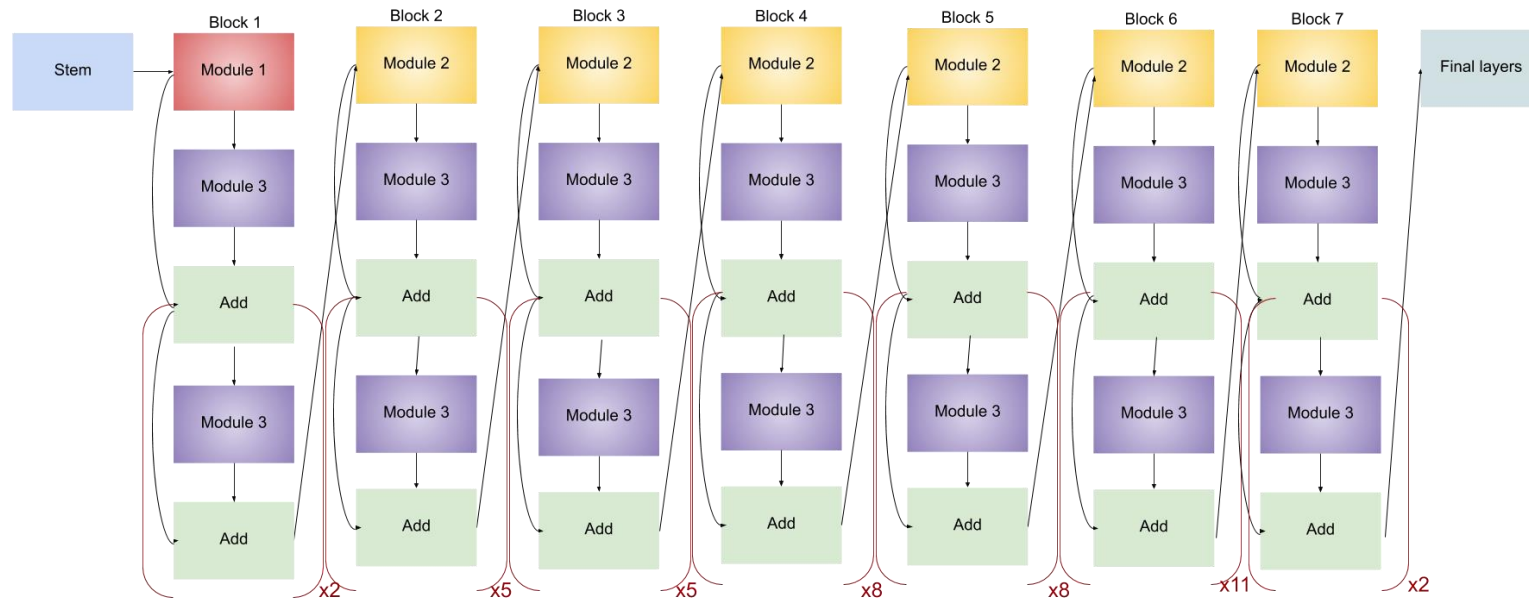 Block 1
Block 2
Block 3
Block 4
Block 5
Block 6
Block 7
Stem
Module 1
Module 2
Module 2
Module 2
Module 2
Module 2
Module 2
Final layers
Module 3
Module 3
Module 3
Module 3
Module 3
Module 3
Module 3
Add
Add
Add
Add
Add
Add
Add
Module 3
Module 3
Module 3
Module 3
Module 3
Module 3
Module 3
Add
Add
Add
Add
Add
Add
Add
x2
x5
x5
x8
x8
x11
x2